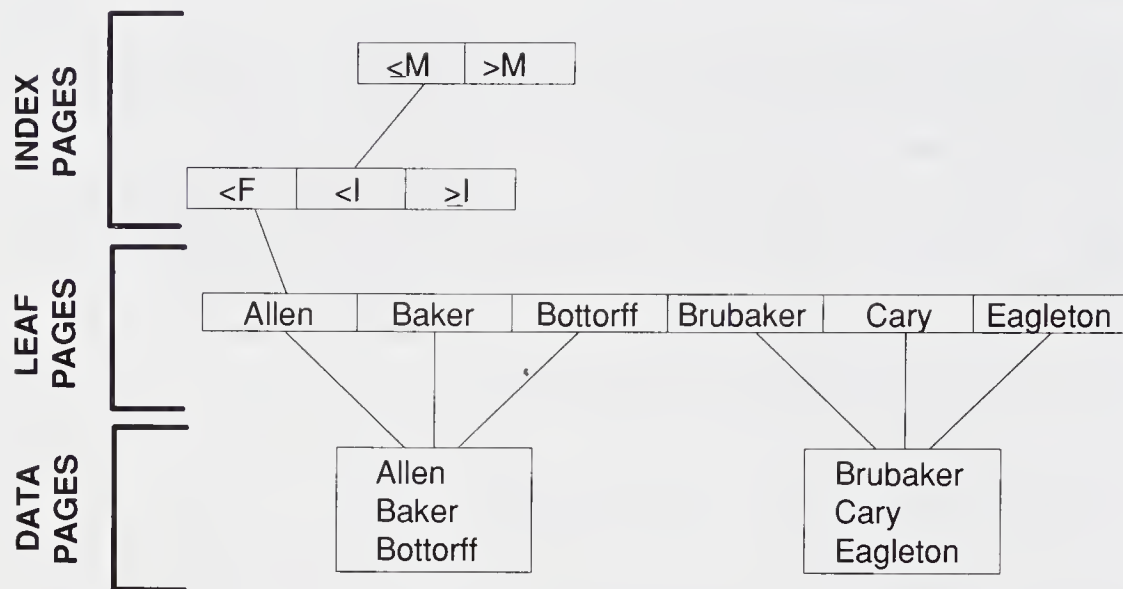 INDEX
PAGES
≤M >M
<F <I ≥I
LEAF
PAGES
Allen Baker Bottorff Brubaker Cary Eagleton
DATA
PAGES
Allen
Baker
Bottorff
Brubaker
Cary
Eagleton